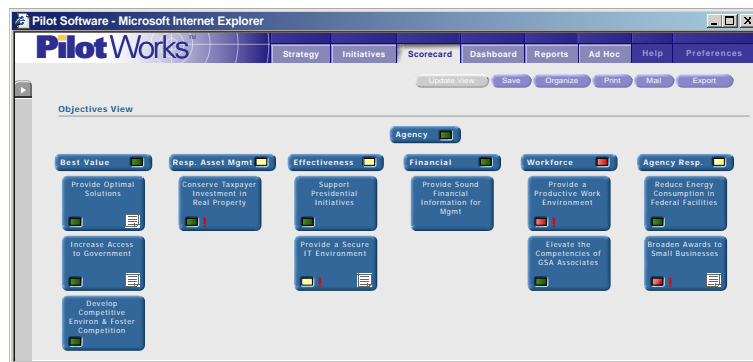 Pilot Software - Microsoft Internet Explorer
PilotWorks™
Strategy Initiatives Scorecard Dashboard Reports Ad Hoc Help Preferences
Update View Save Organize Print Mail Export
Objectives View
Agency
Best Value Resp. Asset Mgmt Effectiveness Financial Workforce Agency Resp.
Provide Optimal
Solutions
Conserve Taxpayer
Investment in
Real Property
!
Support
Presidential
Initiatives
Provide Sound
Financial
Information for
Mgmt
Provide a
Productive Work
Environment
!
Reduce Energy
Consumption in
Federal Facilities
Increase Access
to Government
Provide a Secure
IT Environment
!
Elevate the
Competencies of
GSA Associates
Broaden Awards to
Small Businesses
!
Develop
Competitive
Environ & Foster
Competition